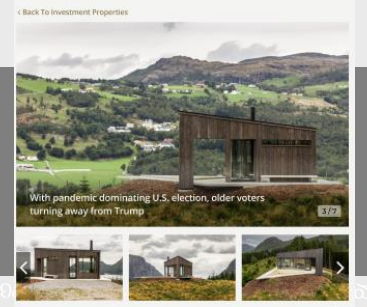 ‹ Back To Investment Properties
With pandemic dominating U.S. election, older voters
turning away from Trump
3/7